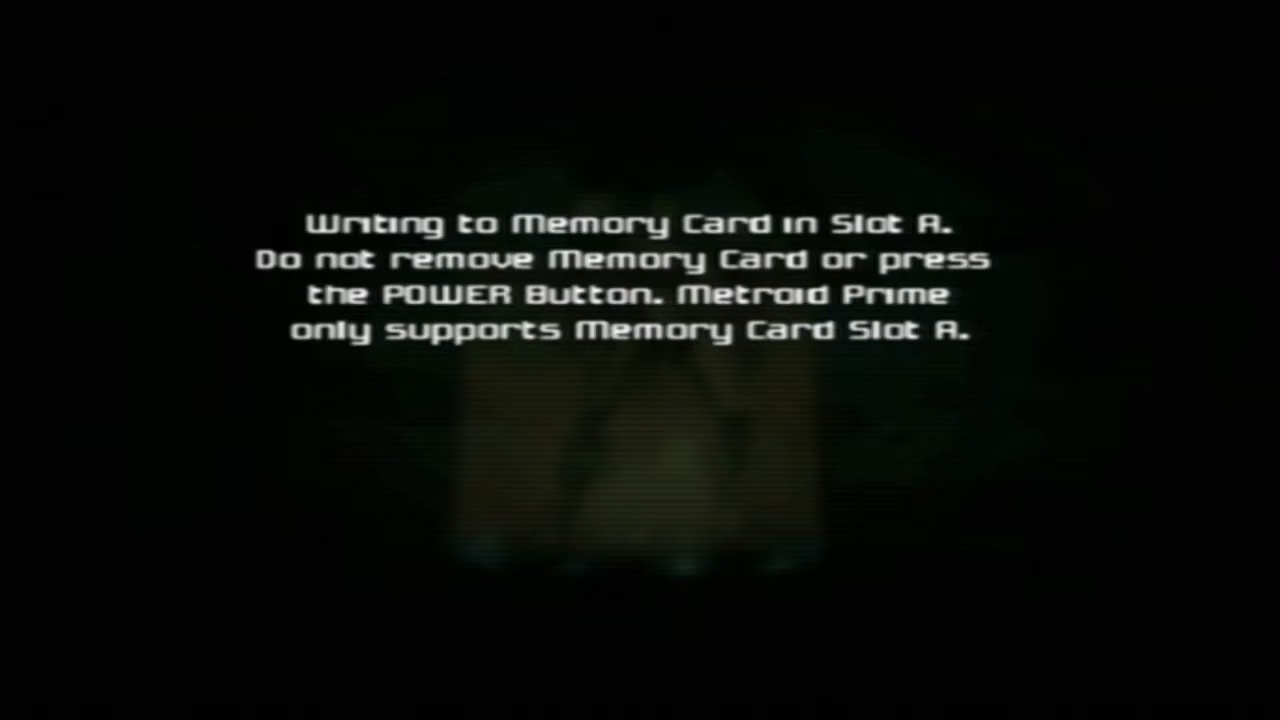 Writing to Memory Card in Slot A.
Do not remove Memory Card or press
the POWER Button. Metroid Prime
only supports Memory Card Slot A.